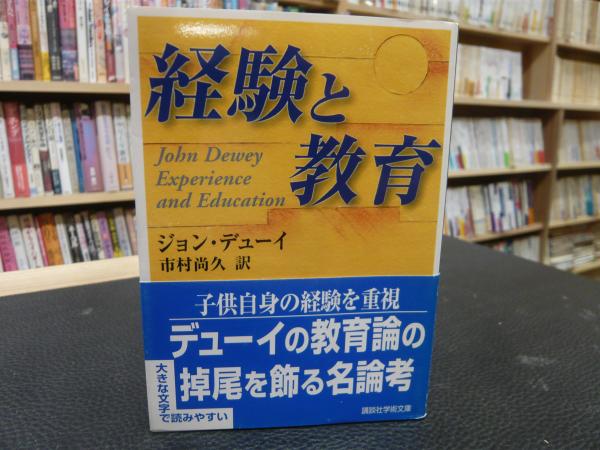 経験と
教育
John Dewey
Experience
and Education
ジョン・デューイ
市村尚久 訳
子供自身の経験を重視
デューイの教育論の
掉尾を飾る名論考
大きな文字で
読みやすい
講談社学術文庫